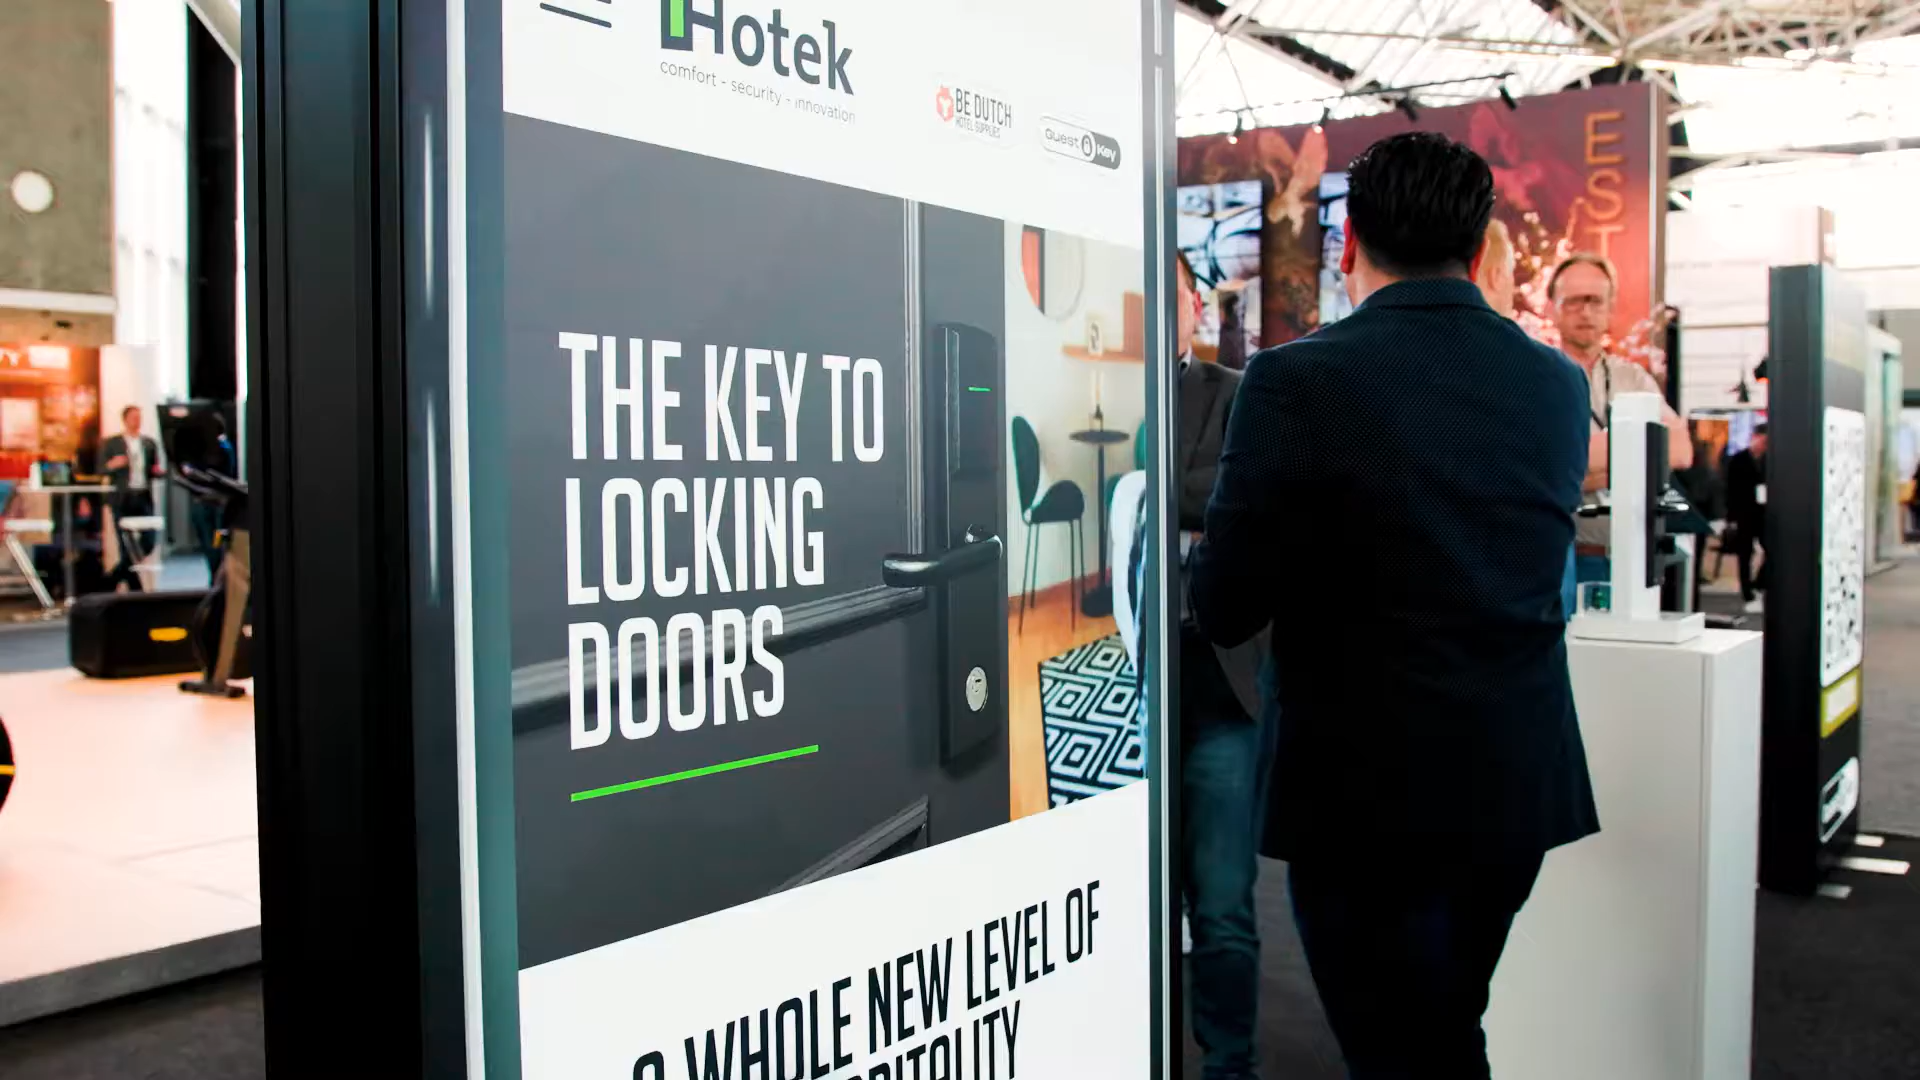 Hotek
comfort - security - innovation
BE DUTCH
HOTEL SUPPLIES
Guest Key
THE KEY TO
LOCKING
DOORS
WHOLE NEW LEVEL OF
EST